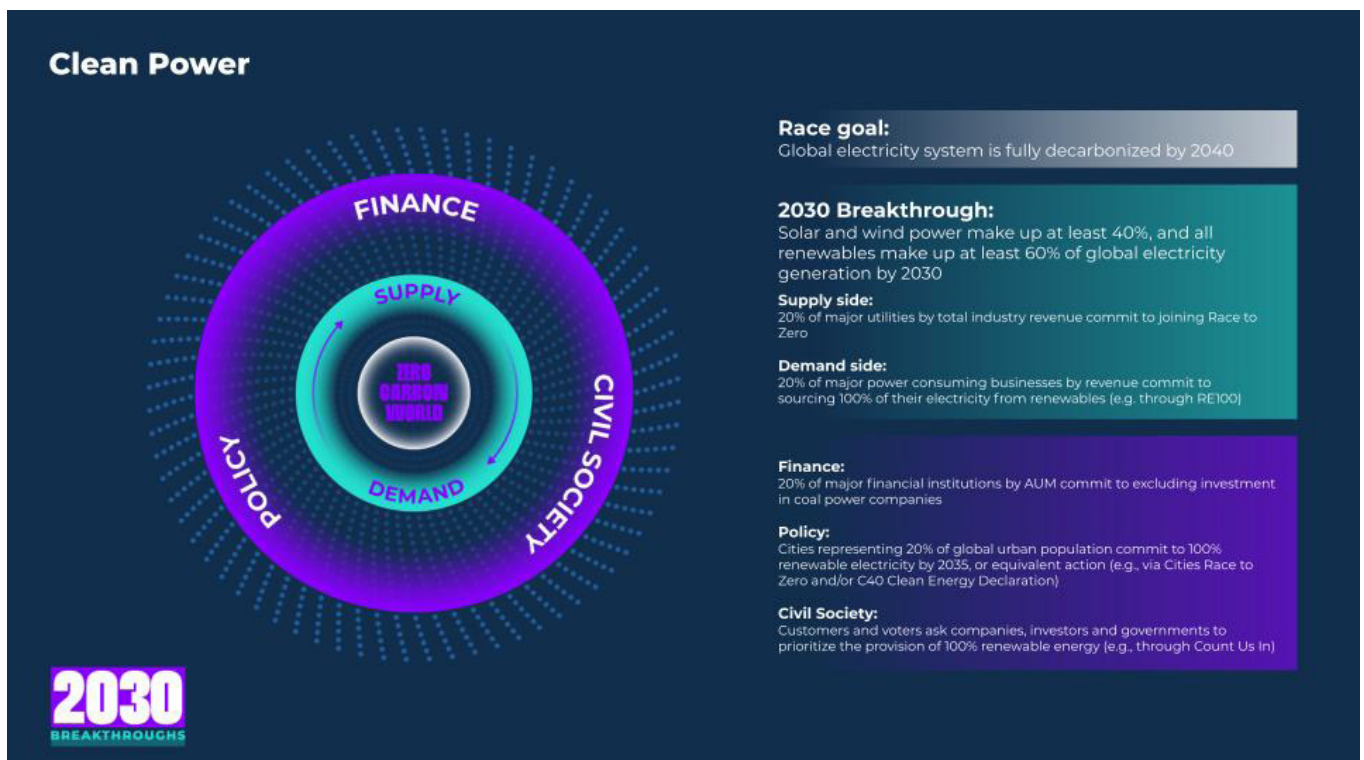 Clean Power
FINANCE
SUPPLY
ZERO
CARBON
WORLD
DEMAND
POLICY
CIVIL SOCIETY
Race goal:
Global electricity system is fully decarbonized by 2040
2030 Breakthrough:
Solar and wind power make up at least 40%, and all
renewables make up at least 60% of global electricity
generation by 2030
Supply side:
20% of major utilities by total industry revenue commit to joining Race to
Zero
Demand side:
20% of major power consuming businesses by revenue commit to
sourcing 100% of their electricity from renewables (e.g. through RE100)
Finance:
20% of major financial institutions by AUM commit to excluding investment
in coal power companies
Policy:
Cities representing 20% of global urban population commit to 100%
renewable electricity by 2035, or equivalent action (e.g., via Cities Race to
Zero and/or C40 Clean Energy Declaration)
Civil Society:
Customers and voters ask companies, investors and governments to
prioritize the provision of 100% renewable energy (e.g., through Count Us In)
2030
BREAKTHROUGHS